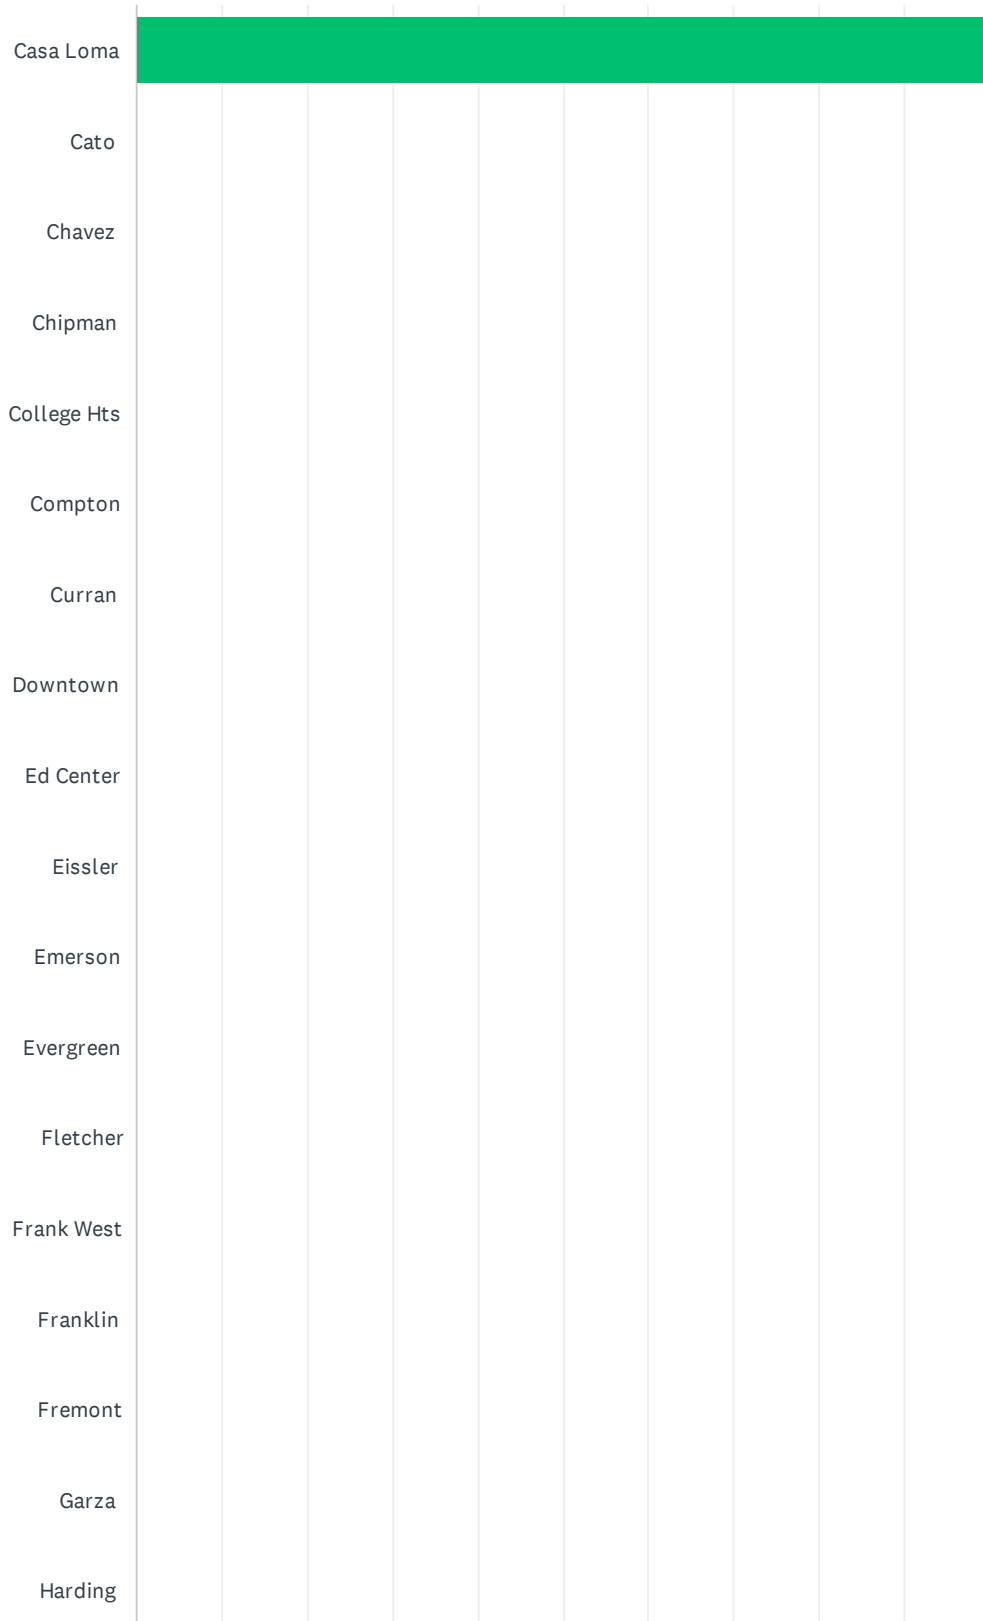 Casa Loma
Cato
Chavez
Chipman
College Hts
Compton
Curran
Downtown
Ed Center
Eissler
Emerson
Evergreen
Fletcher
Frank West
Franklin
Fremont
Garza
Harding